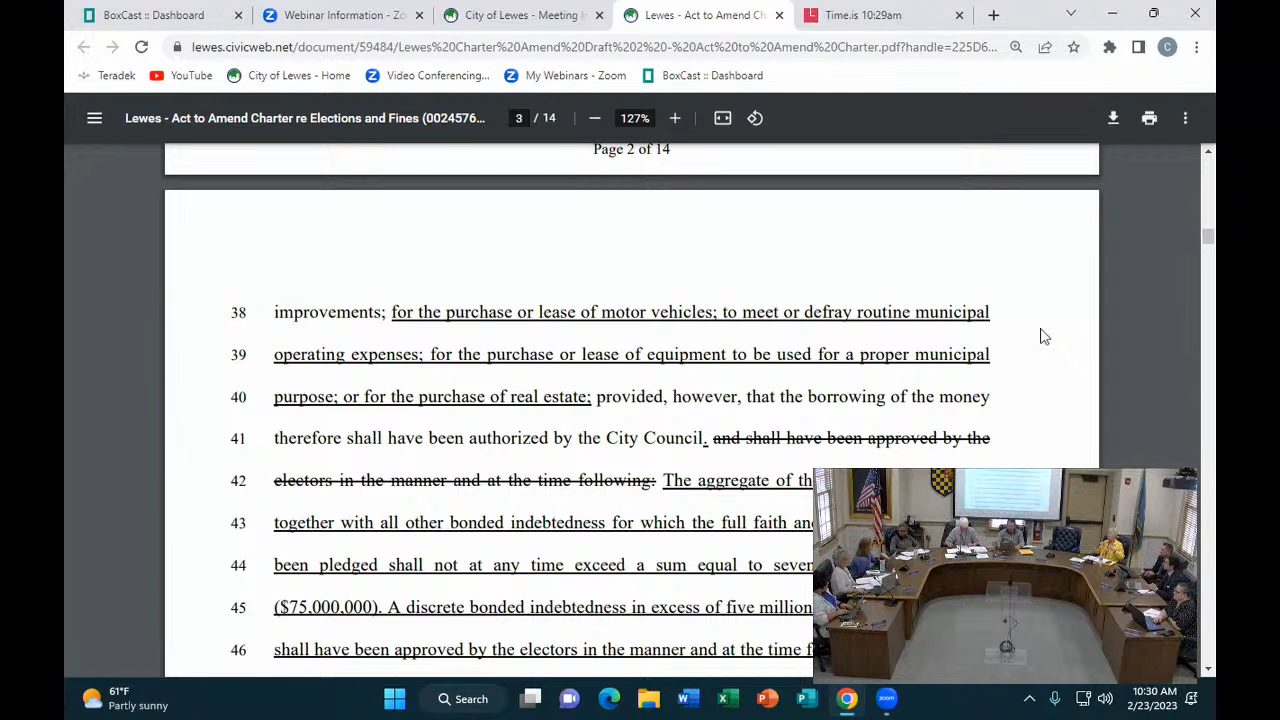 BoxCast :: Dashboard
Webinar Information - Zo
City of Lewes - Meeting I
Lewes - Act to Amend Ch
Time.is 10:29am
lewes.civicweb.net/document/59484/Lewes%20Charter%20Amend%20Draft%202%20-%20Act%20to%20Amend%20Charter.pdf?handle=225D6...
C
Teradek
YouTube
City of Lewes - Home
Video Conferencing...
My Webinars - Zoom
BoxCast :: Dashboard
Lewes - Act to Amend Charter re Elections and Fines (0024576...
3 / 14
127%
Page 2 of 14
38 improvements; for the purchase or lease of motor vehicles; to meet or defray routine municipal
39 operating expenses; for the purchase or lease of equipment to be used for a proper municipal
40 purpose; or for the purchase of real estate; provided, however, that the borrowing of the money
41 therefore shall have been authorized by the City Council. and shall have been approved by the
42 electors in the manner and at the time following: The aggregate of th
43 together with all other bonded indebtedness for which the full faith an
44 been pledged shall not at any time exceed a sum equal to seven
45 ($75,000,000). A discrete bonded indebtedness in excess of five million
46 shall have been approved by the electors in the manner and at the time f
61°F
Partly sunny
Search
10:30 AM
2/23/2023